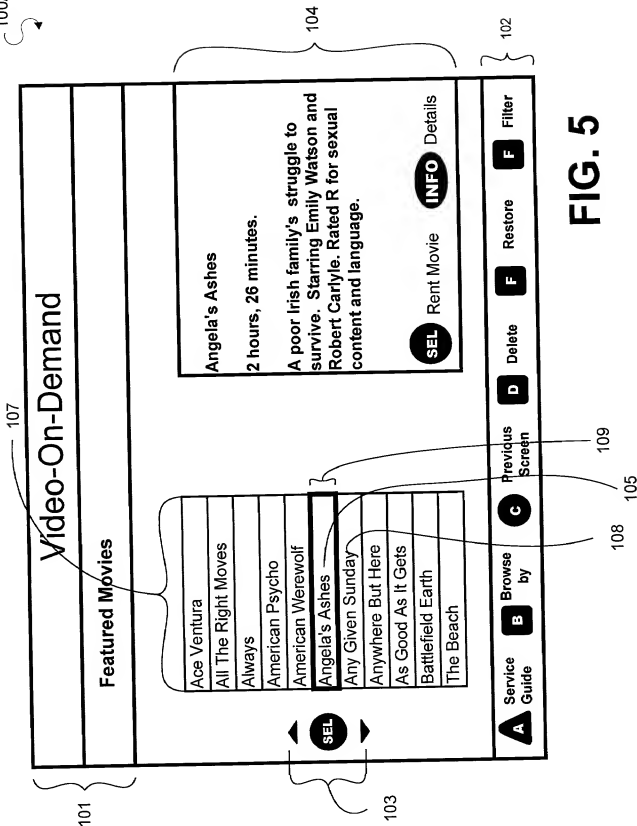 100
Video-On-Demand
Featured Movies
101
107
Ace Ventura
All The Right Moves
Always
American Psycho
American Werewolf
Angela's Ashes
Any Given Sunday
Anywhere But Here
As Good As It Gets
Battlefield Earth
The Beach
SEL
103
109
105
108
Angela's Ashes
2 hours, 26 minutes.
A poor Irish family's struggle to
survive. Starring Emily Watson and
Robert Carlyle. Rated R for sexual
content and language.
SEL Rent Movie INFO Details
104
A Service Guide
B Browse by
C Previous Screen
D Delete
F Restore
F Filter
102
FIG. 5